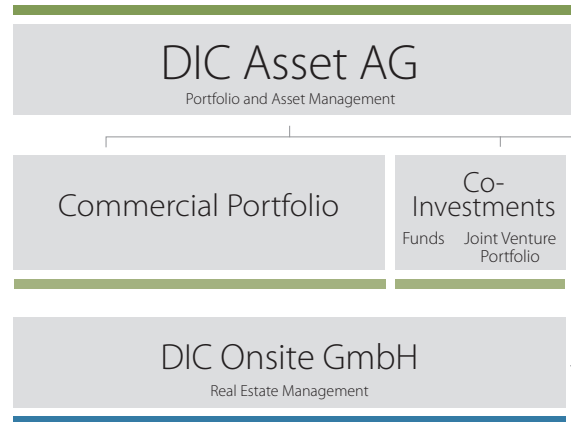 DIC Asset AG
Portfolio and Asset Management
Commercial Portfolio
Co-
Investments
Funds
Joint Venture
Portfolio
DIC Onsite GmbH
Real Estate Management